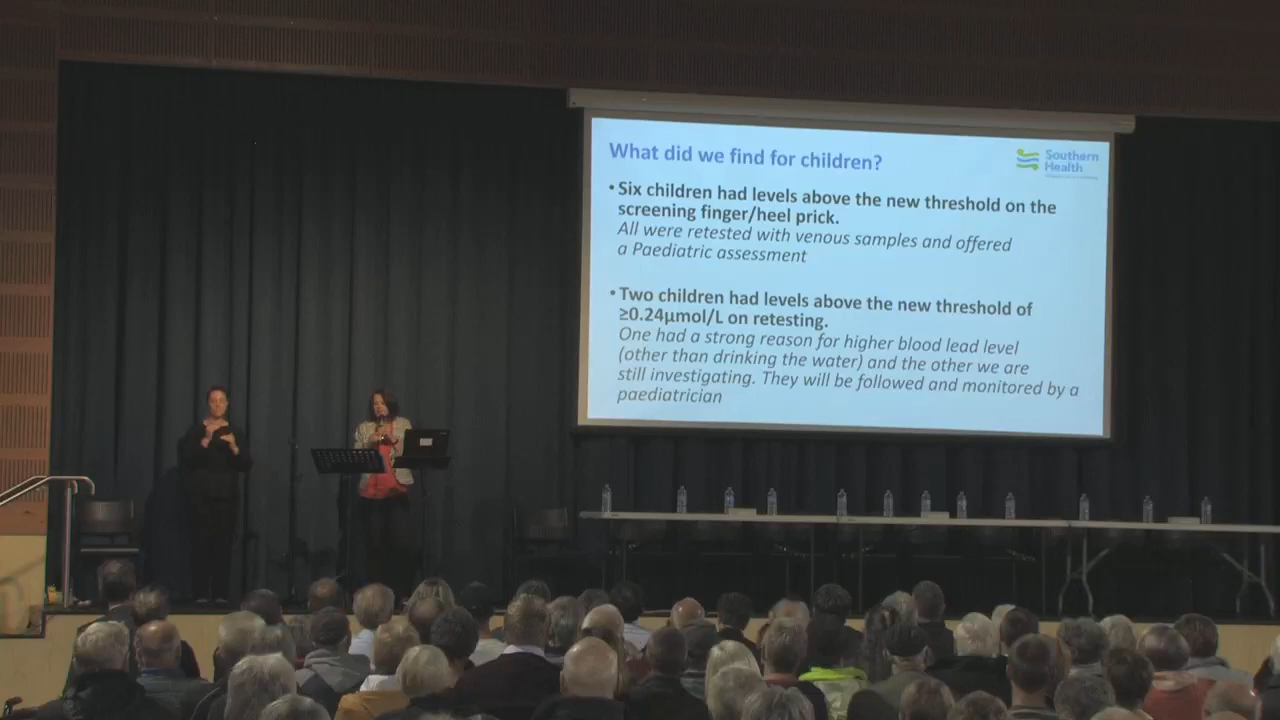 What did we find for children?
Southern
Health
• Six children had levels above the new threshold on the
screening finger/heel prick.
All were retested with venous samples and offered
a Paediatric assessment
• Two children had levels above the new threshold of
≥0.24µmol/L on retesting.
One had a strong reason for higher blood lead level
(other than drinking the water) and the other we are
still investigating. They will be followed and monitored by a
paediatrician